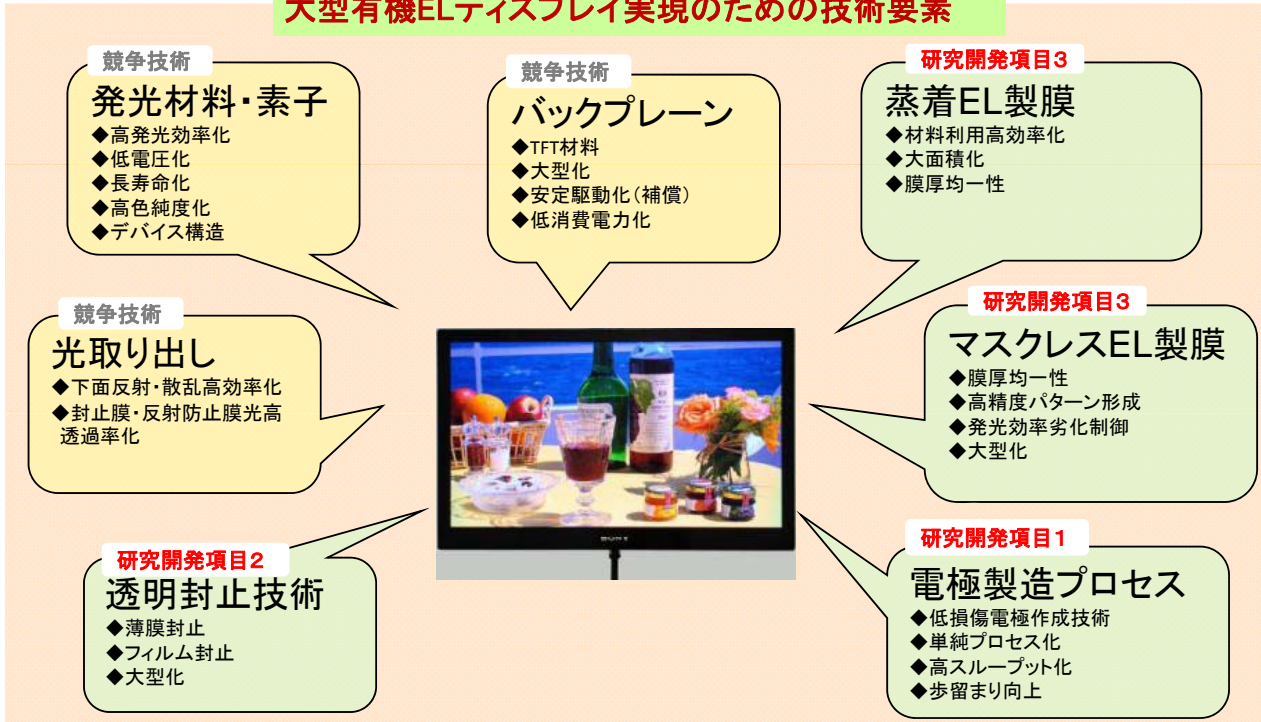 大型有機ELディスプレイ実現のための技術要素
競争技術
発光材料・素子
◆高発光効率化
◆低電圧化
◆長寿命化
◆高色純度化
◆デバイス構造
競争技術
バックプレーン
◆TFT材料
◆大型化
◆安定駆動化(補償)
◆低消費電力化
研究開発項目3
蒸着EL製膜
◆材料利用高効率化
◆大面積化
◆膜厚均一性
競争技術
光取り出し
◆下面反射・散乱高効率化
◆封止膜・反射防止膜光高
透過率化
研究開発項目3
マスクレスEL製膜
◆膜厚均一性
◆高精度パターン形成
◆発光効率劣化制御
◆大型化
研究開発項目2
透明封止技術
◆薄膜封止
◆フィルム封止
◆大型化
SONY
研究開発項目1
電極製造プロセス
◆低損傷電極作成技術
◆単純プロセス化
◆高スループット化
◆歩留まり向上